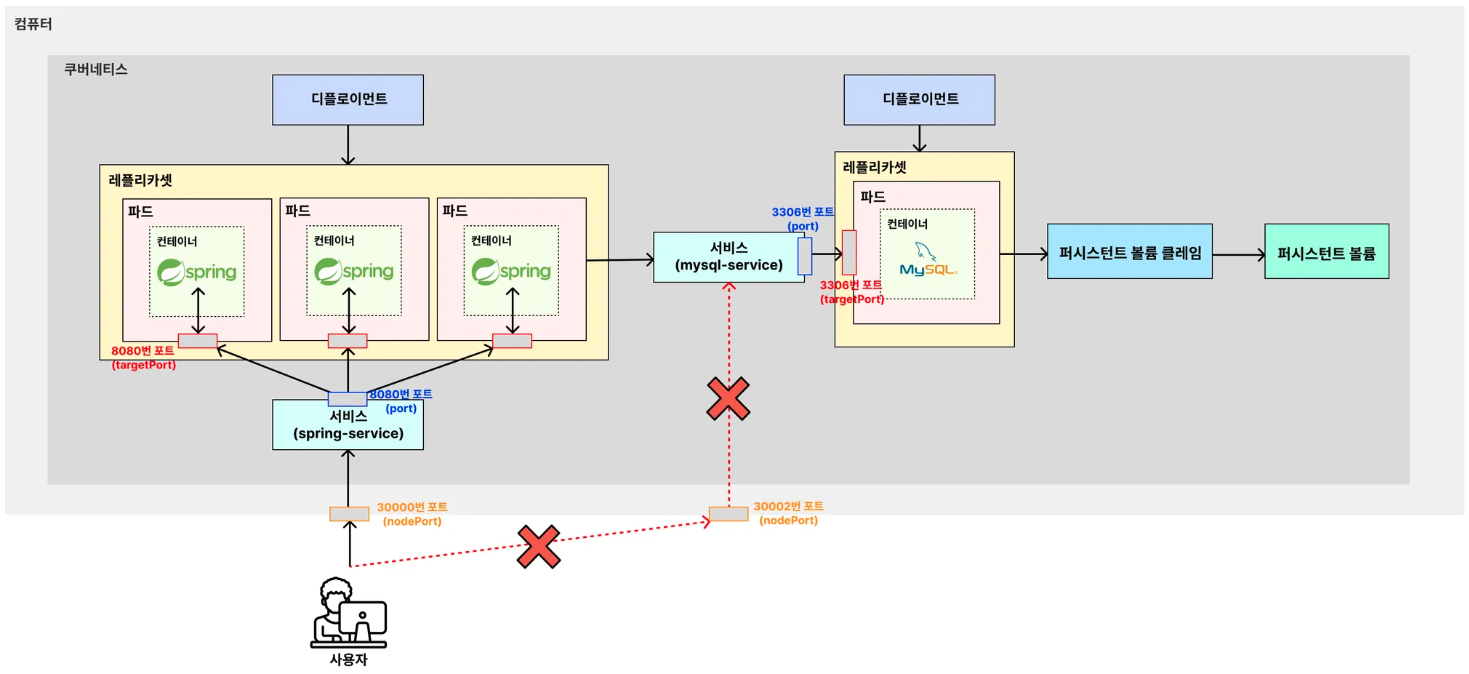 컴퓨터
쿠버네티스
디플로이먼트
디플로이먼트
레플리카셋
파드
컨테이너
spring
파드
컨테이너
spring
파드
컨테이너
spring
8080번 포트
(targetPort)
8080번 포트
(port)
서비스
(spring-service)
서비스
(mysql-service)
3306번 포트
(port)
3306번 포트
(targetPort)
레플리카셋
파드
컨테이너
MySQL
퍼시스턴트 볼륨 클레임
퍼시스턴트 볼륨
30000번 포트
(nodePort)
30002번 포트
(nodePort)
사용자